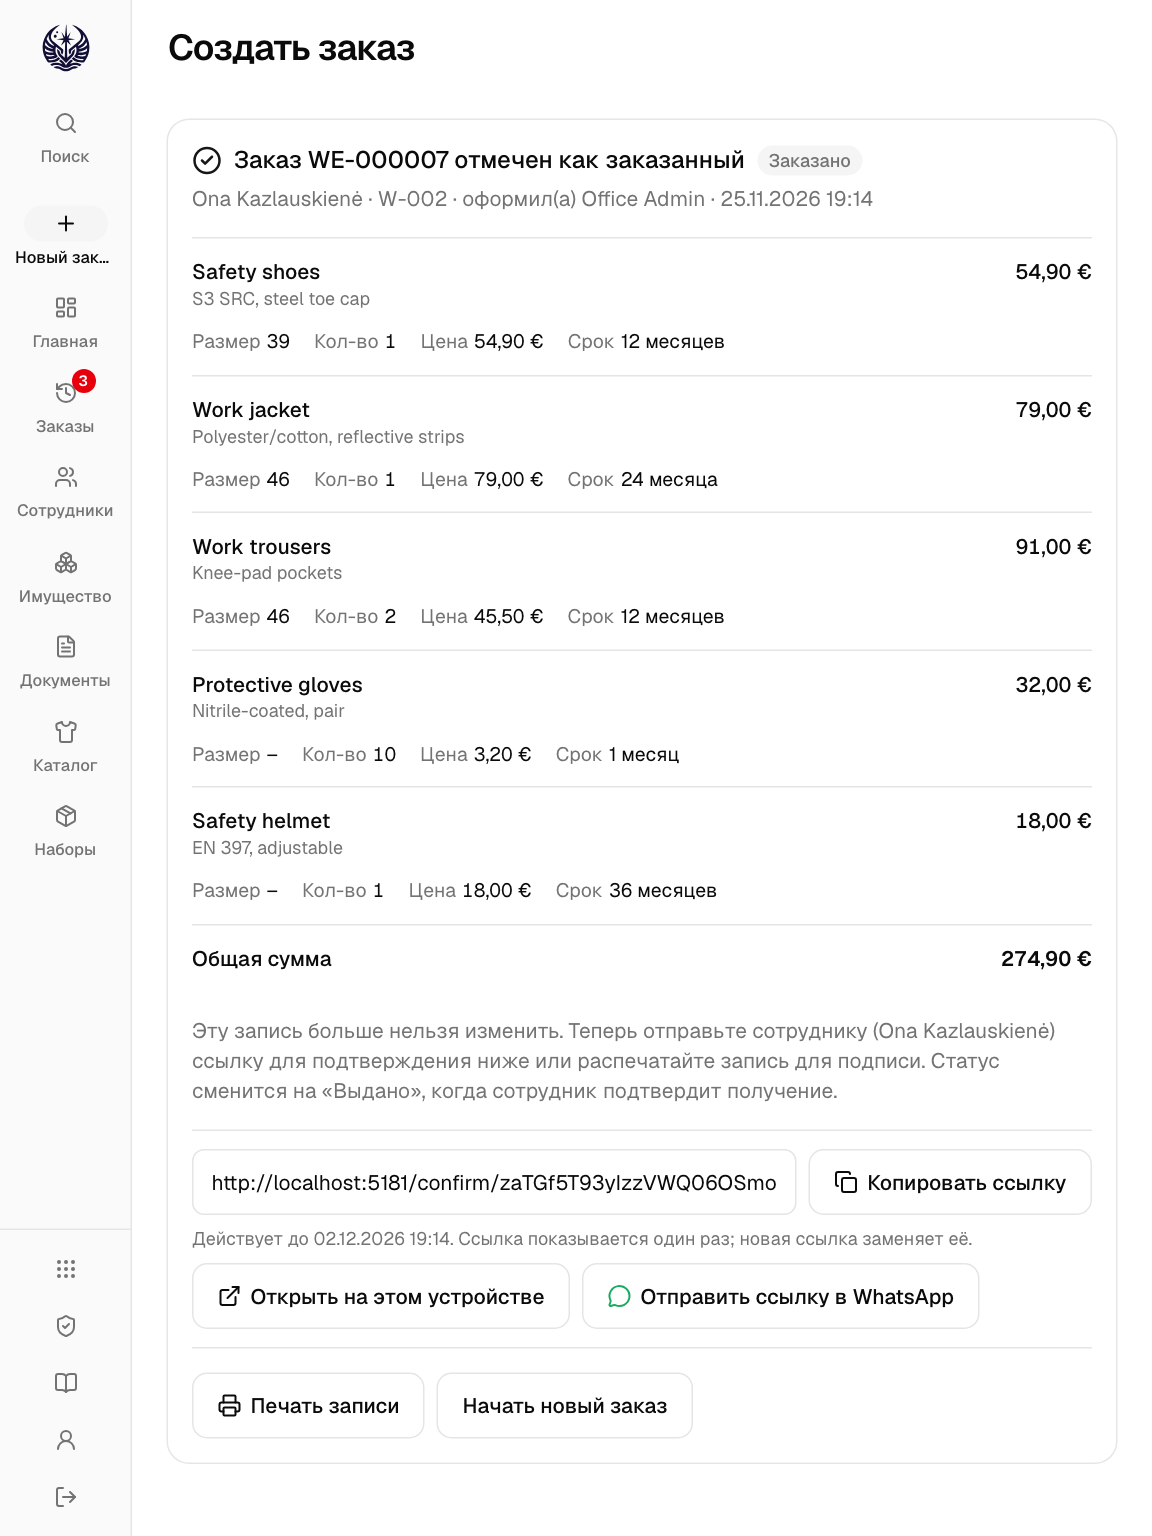 Создать заказ
Поиск
Новый зак...
Главная
3
Заказы
Сотрудники
Имущество
Документы
Каталог
Наборы
Заказ WE-000007 отмечен как заказанный
Заказано
Ona Kazlauskienė · W-002 · оформил(а) Office Admin · 25.11.2026 19:14
Safety shoes 54,90 €
S3 SRC, steel toe cap
Размер 39 Кол-во 1 Цена 54,90 € Срок 12 месяцев
Work jacket 79,00 €
Polyester/cotton, reflective strips
Размер 46 Кол-во 1 Цена 79,00 € Срок 24 месяца
Work trousers 91,00 €
Knee-pad pockets
Размер 46 Кол-во 2 Цена 45,50 € Срок 12 месяцев
Protective gloves 32,00 €
Nitrile-coated, pair
Размер – Кол-во 10 Цена 3,20 € Срок 1 месяц
Safety helmet 18,00 €
EN 397, adjustable
Размер – Кол-во 1 Цена 18,00 € Срок 36 месяцев
Общая сумма 274,90 €
Эту запись больше нельзя изменить. Теперь отправьте сотруднику (Ona Kazlauskienė)
ссылку для подтверждения ниже или распечатайте запись для подписи. Статус
сменится на «Выдано», когда сотрудник подтвердит получение.
http://localhost:5181/confirm/zaTGf5T93yIzzVWQ06OSmo
Копировать ссылку
Действует до 02.12.2026 19:14. Ссылка показывается один раз; новая ссылка заменяет её.
Открыть на этом устройстве
Отправить ссылку в WhatsApp
Печать записи
Начать новый заказ